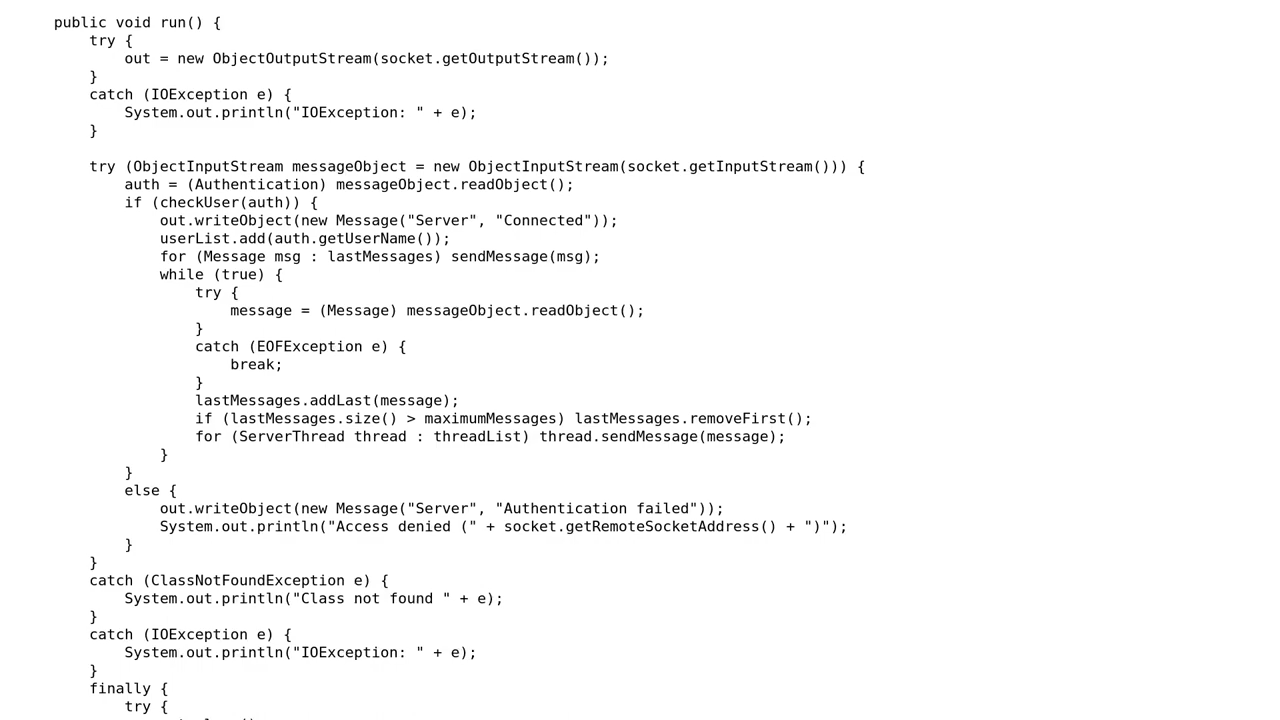 public void run() {
try {
out = new ObjectOutputStream(socket.getOutputStream());
}
catch (IOException e) {
System.out.println("IOException: " + e);
}
try (ObjectInputStream messageObject = new ObjectInputStream(socket.getInputStream())) {
auth = (Authentication) messageObject.readObject();
if (checkUser(auth)) {
out.writeObject(new Message("Server", "Connected"));
userList.add(auth.getUserName());
for (Message msg : lastMessages) sendMessage(msg);
while (true) {
try {
message = (Message) messageObject.readObject();
}
catch (EOFException e) {
break;
}
lastMessages.addLast(message);
if (lastMessages.size() > maximumMessages) lastMessages.removeFirst();
for (ServerThread thread : threadList) thread.sendMessage(message);
}
}
else {
out.writeObject(new Message("Server", "Authentication failed"));
System.out.println("Access denied (" + socket.getRemoteSocketAddress() + ")");
}
}
catch (ClassNotFoundException e) {
System.out.println("Class not found " + e);
}
catch (IOException e) {
System.out.println("IOException: " + e);
}
finally {
try {